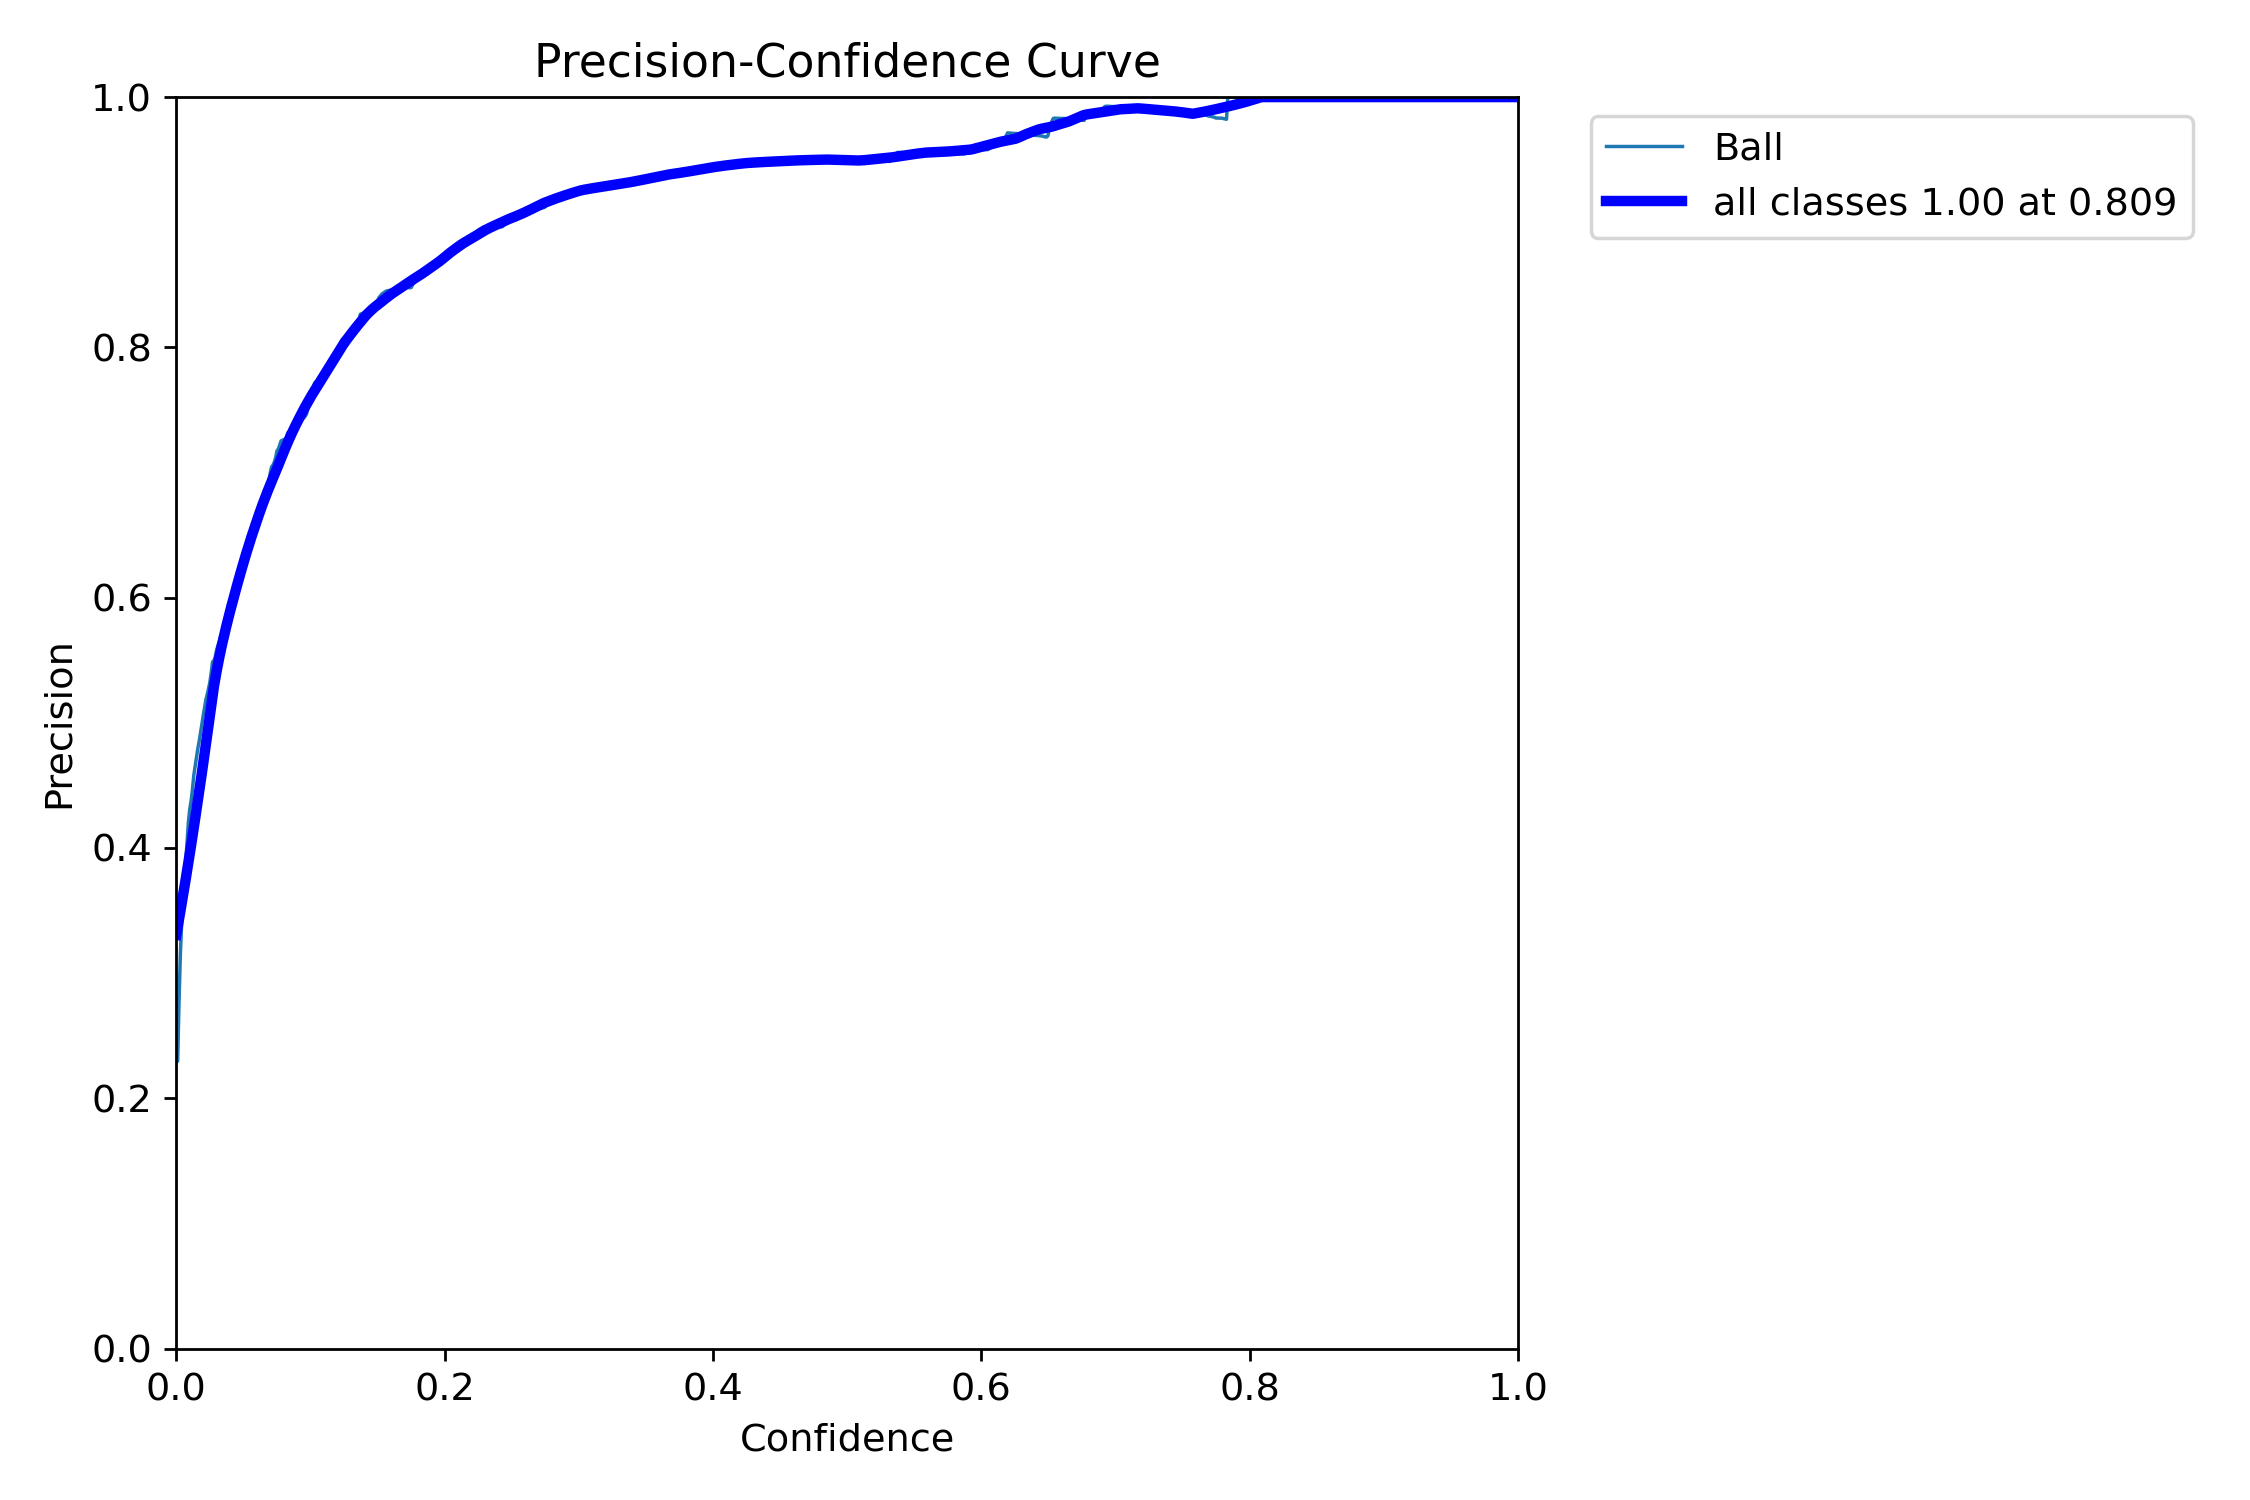 Precision-Confidence Curve
1.0
0.8
0.6
0.4
0.2
0.0
Precision
0.0 0.2 0.4 0.6 0.8 1.0
Confidence
Ball
all classes 1.00 at 0.809